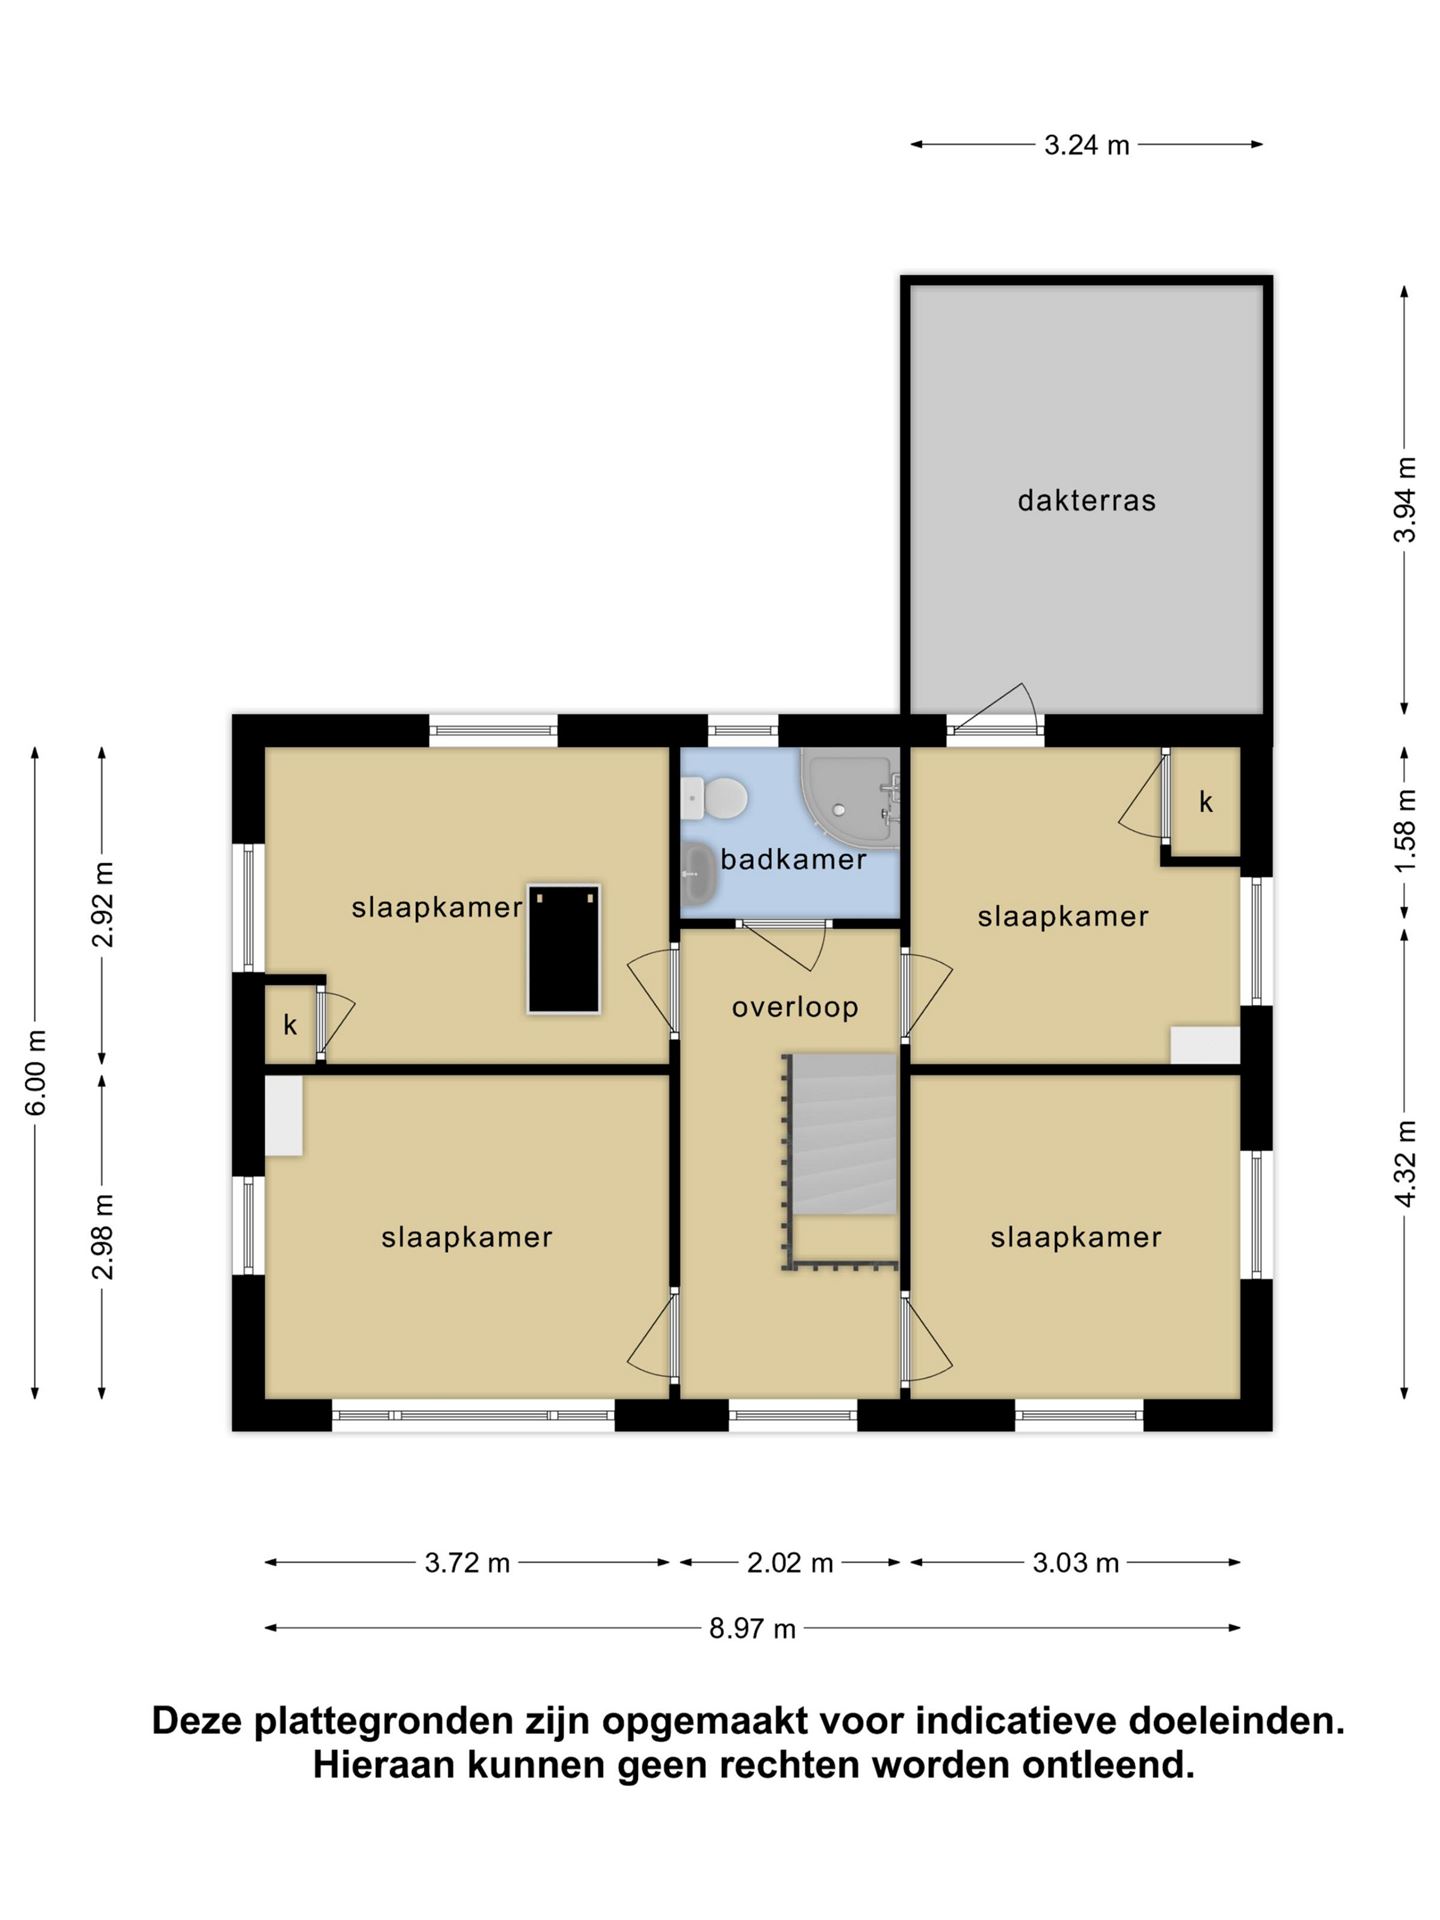 3.24 m
dakterras
3.94 m
k
1.58 m
badkamer
2.92 m
slaapkamer
slaapkamer
overloop
k
6.00 m
4.32 m
2.98 m
slaapkamer
slaapkamer
3.72 m
2.02 m
3.03 m
8.97 m
Deze plattegronden zijn opgemaakt voor indicatieve doeleinden.
Hieraan kunnen geen rechten worden ontleend.